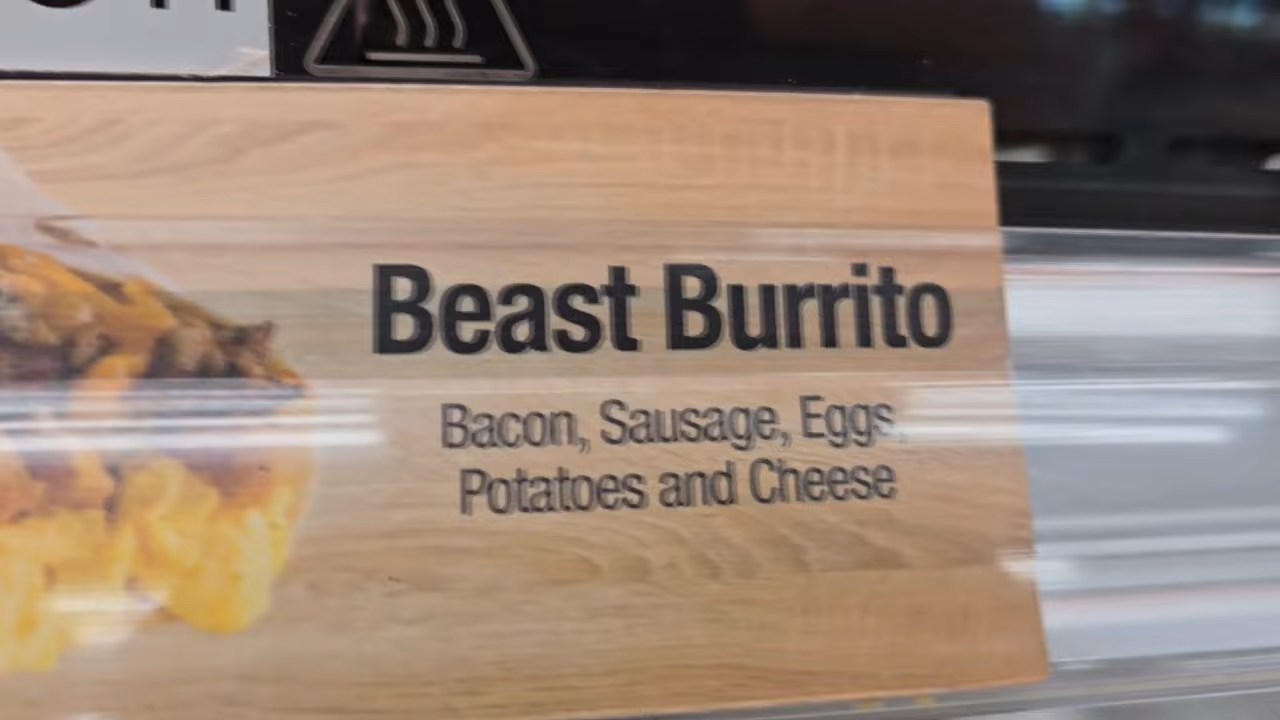 Beast Burrito
Bacon, Sausage, Eggs,
Potatoes and Cheese